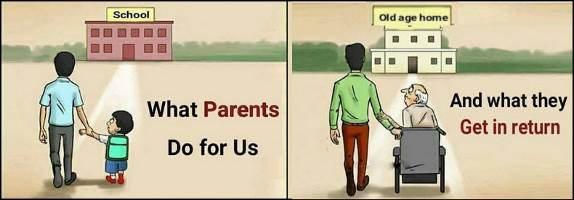 School
What Parents
Do for Us
Old age home
And what they
Get in return